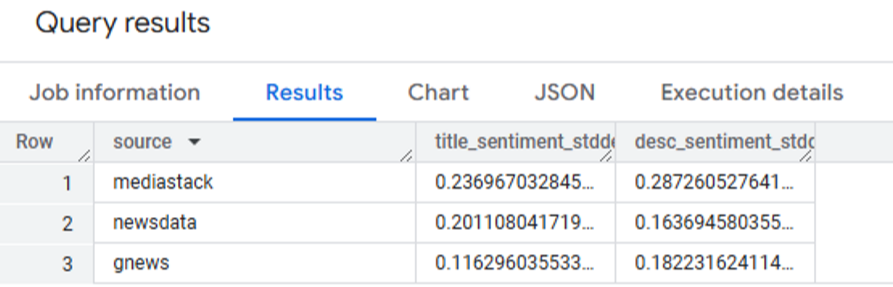 Query results
Job information Results Chart JSON Execution details
Row source title_sentiment_stdde desc_sentiment_stdc
1 mediastack 0.236967032845... 0.287260527641...
2 newsdata 0.201108041719... 0.163694580355...
3 gnews 0.116296035533... 0.182231624114...